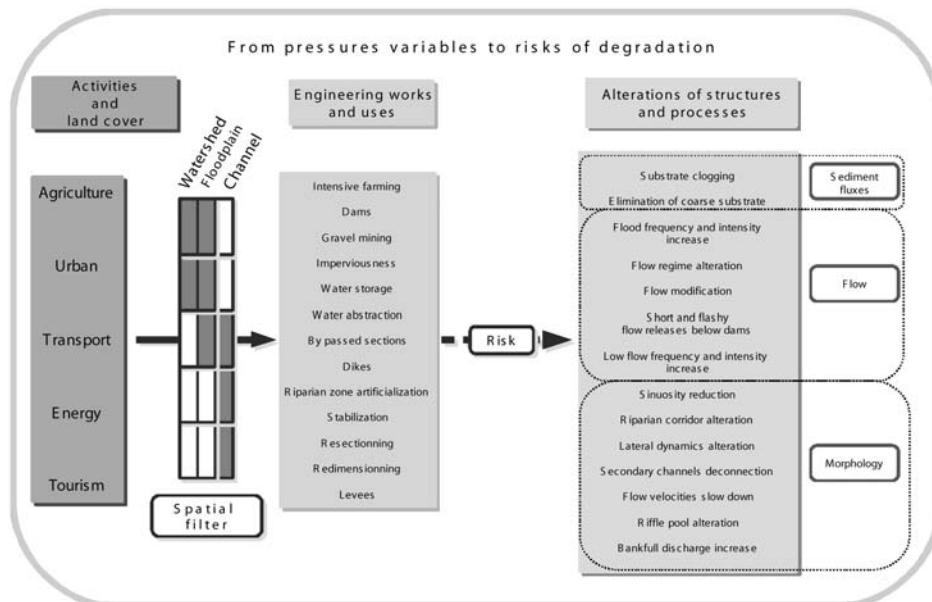 From pressures variables to risks of degradation
Activities
and
land cover
Engineering works
and uses
Alterations of structures
and processes
Watershed
Floodplain
Channel
Agriculture
Urban
Transport
Energy
Tourism
Spatial
filter
Intensive farming
Dams
Gravel mining
Imperviousness
Water storage
Water abstraction
By passed sections
Dikes
Riparian zone artificialization
Stabilization
Resectionning
Redimensionning
Levees
Risk
Substrate clogging
Elimination of coarse substrate
Flood frequency and intensity
increase
Flow regime alteration
Flow modification
Short and flashy
flow releases below dams
Low flow frequency and intensity
increase
Sinuosity reduction
Riparian corridor alteration
Lateral dynamics alteration
Secondary channels deconnection
Flow velocities slow down
Riffle pool alteration
Bankfull discharge increase
Sediment
fluxes
Flow
Morphology